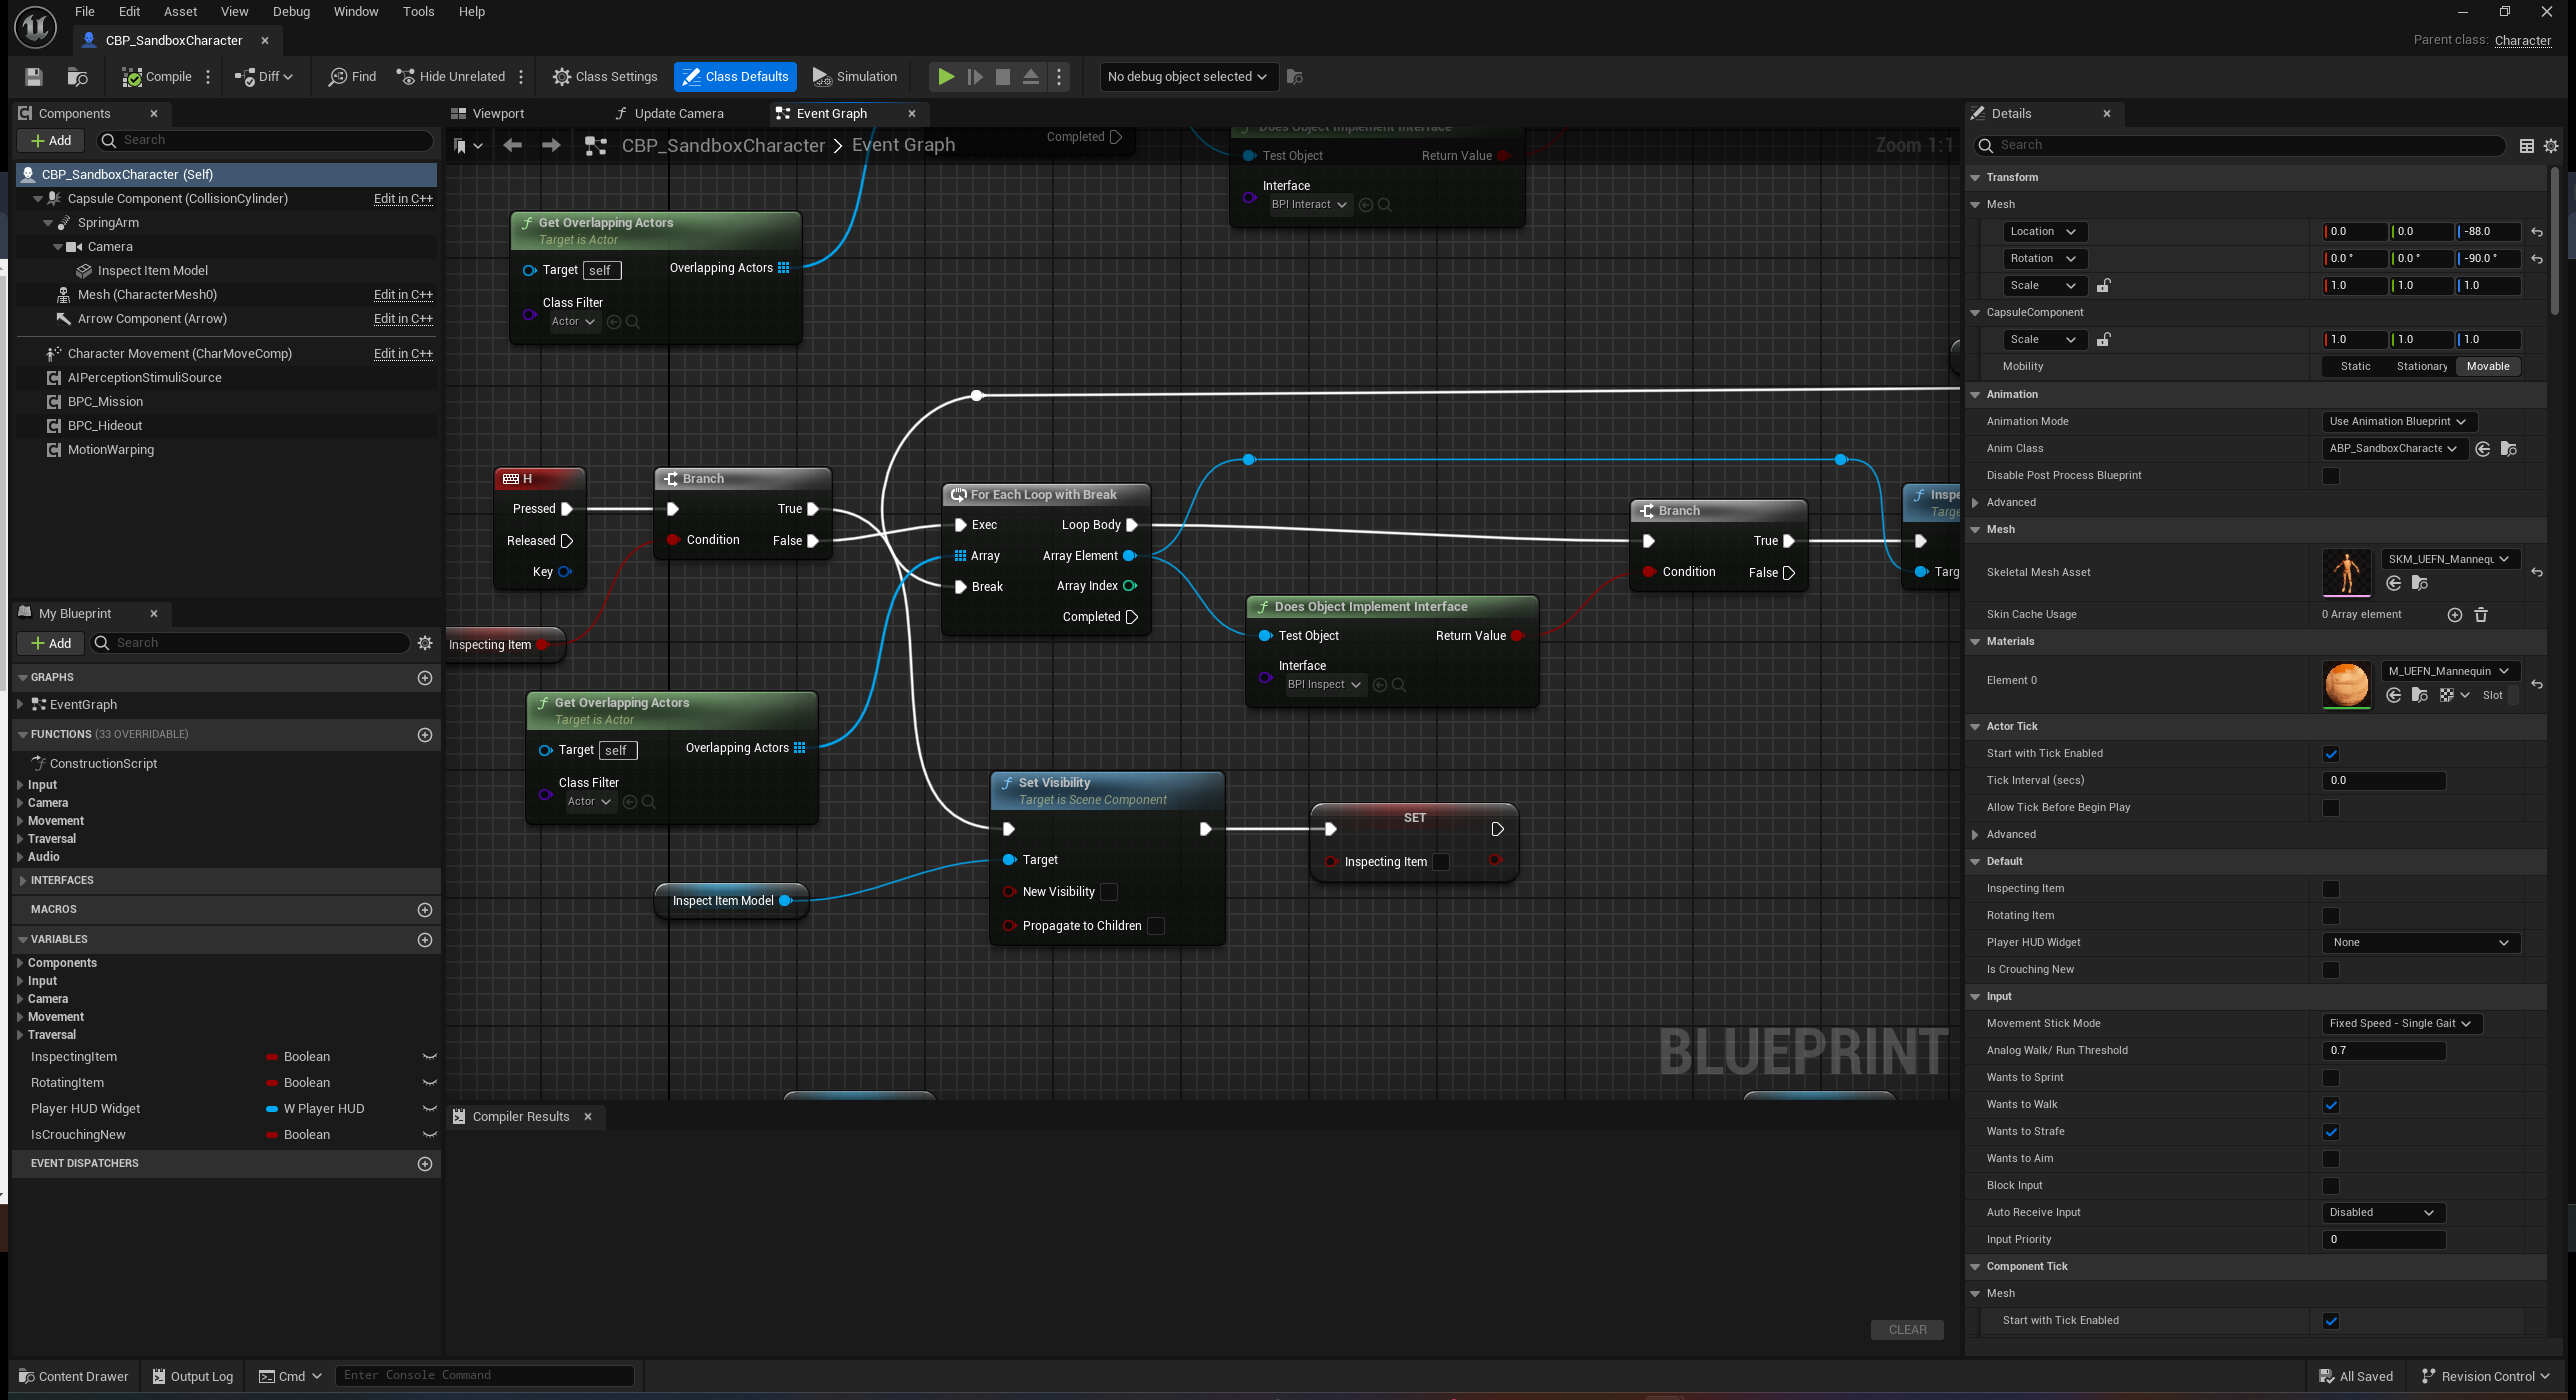 File Edit Asset View Debug Window Tools Help
CBP_SandboxCharacter
Parent class: Character
Compile Diff Find Hide Unrelated Class Settings Class Defaults Simulation No debug object selected
Components
Add Search
CBP_SandboxCharacter (Self)
Capsule Component (CollisionCylinder) Edit in C++
SpringArm
Camera
Inspect Item Model
Mesh (CharacterMesh0) Edit in C++
Arrow Component (Arrow) Edit in C++
Character Movement (CharMoveComp) Edit in C++
AIPerceptionStimuliSource
BPC_Mission
BPC_Hideout
MotionWarping
My Blueprint
Add Search
GRAPHS
EventGraph
FUNCTIONS (33 OVERRIDABLE)
ConstructionScript
Input
Camera
Movement
Traversal
Audio
INTERFACES
MACROS
VARIABLES
Components
Input
Camera
Movement
Traversal
InspectingItem Boolean
RotatingItem Boolean
Player HUD Widget W Player HUD
IsCrouchingNew Boolean
EVENT DISPATCHERS
Viewport Update Camera Event Graph
CBP_SandboxCharacter > Event Graph
Zoom 1:1
Completed
Does Object Implement Interface
Test Object Return Value
Interface
BPI Interact
Get Overlapping Actors
Target is Actor
Target self Overlapping Actors
Class Filter
Actor
H
Pressed
Released
Key
Branch
True
Condition False
Inspecting Item
For Each Loop with Break
Exec Loop Body
Array Array Element
Break Array Index
Completed
Does Object Implement Interface
Test Object Return Value
Interface
BPI Inspect
Branch
True
Condition False
Inspe
Targe
Targ
Get Overlapping Actors
Target is Actor
Target self Overlapping Actors
Class Filter
Actor
Set Visibility
Target is Scene Component
Target
New Visibility
Propagate to Children
Inspect Item Model
SET
Inspecting Item
BLUEPRINT
Compiler Results
CLEAR
Details
Search
Transform
Mesh
Location 0.0 0.0 -88.0
Rotation 0.0 ° 0.0 ° -90.0 °
Scale 1.0 1.0 1.0
CapsuleComponent
Scale 1.0 1.0 1.0
Mobility Static Stationary Movable
Animation
Animation Mode Use Animation Blueprint
Anim Class ABP_SandboxCharacte
Disable Post Process Blueprint
Advanced
Mesh
Skeletal Mesh Asset SKM_UEFN_Mannequ
Skin Cache Usage 0 Array element
Materials
Element 0 M_UEFN_Mannequin
Slot
Actor Tick
Start with Tick Enabled
Tick Interval (secs) 0.0
Allow Tick Before Begin Play
Advanced
Default
Inspecting Item
Rotating Item
Player HUD Widget None
Is Crouching New
Input
Movement Stick Mode Fixed Speed - Single Gait
Analog Walk/ Run Threshold 0.7
Wants to Sprint
Wants to Walk
Wants to Strafe
Wants to Aim
Block Input
Auto Receive Input Disabled
Input Priority 0
Component Tick
Mesh
Start with Tick Enabled
Content Drawer Output Log Cmd Enter Console Command All Saved Revision Control